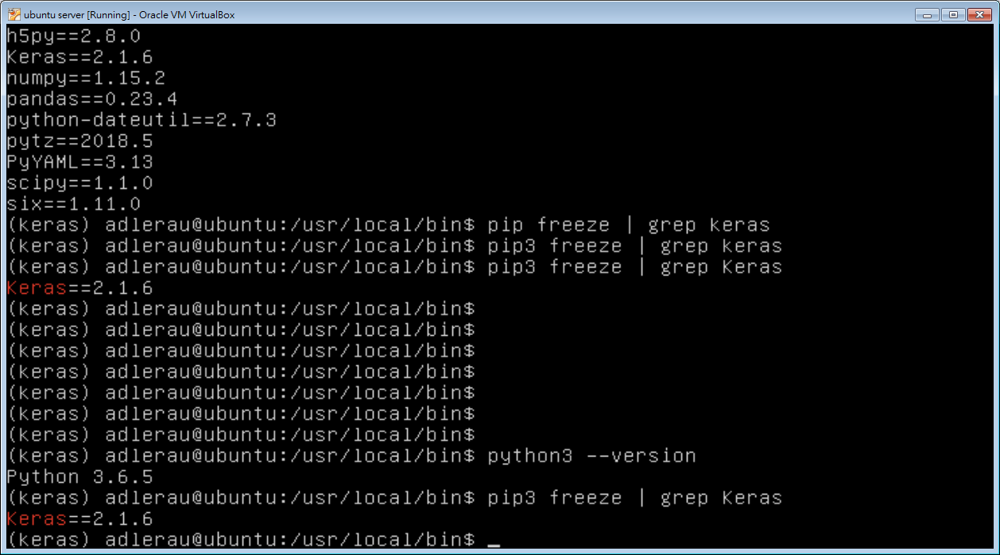 ubuntu server [Running] - Oracle VM VirtualBox
h5py==2.8.0
Keras==2.1.6
numpy==1.15.2
pandas==0.23.4
python-dateutil==2.7.3
pytz==2018.5
PyYAML==3.13
scipy==1.1.0
six==1.11.0
(keras) adlerau@ubuntu:/usr/local/bin$ pip freeze | grep keras
(keras) adlerau@ubuntu:/usr/local/bin$ pip3 freeze | grep keras
(keras) adlerau@ubuntu:/usr/local/bin$ pip3 freeze | grep Keras
Keras==2.1.6
(keras) adlerau@ubuntu:/usr/local/bin$
(keras) adlerau@ubuntu:/usr/local/bin$
(keras) adlerau@ubuntu:/usr/local/bin$
(keras) adlerau@ubuntu:/usr/local/bin$
(keras) adlerau@ubuntu:/usr/local/bin$
(keras) adlerau@ubuntu:/usr/local/bin$
(keras) adlerau@ubuntu:/usr/local/bin$
(keras) adlerau@ubuntu:/usr/local/bin$ python3 --version
Python 3.6.5
(keras) adlerau@ubuntu:/usr/local/bin$ pip3 freeze | grep Keras
Keras==2.1.6
(keras) adlerau@ubuntu:/usr/local/bin$ _